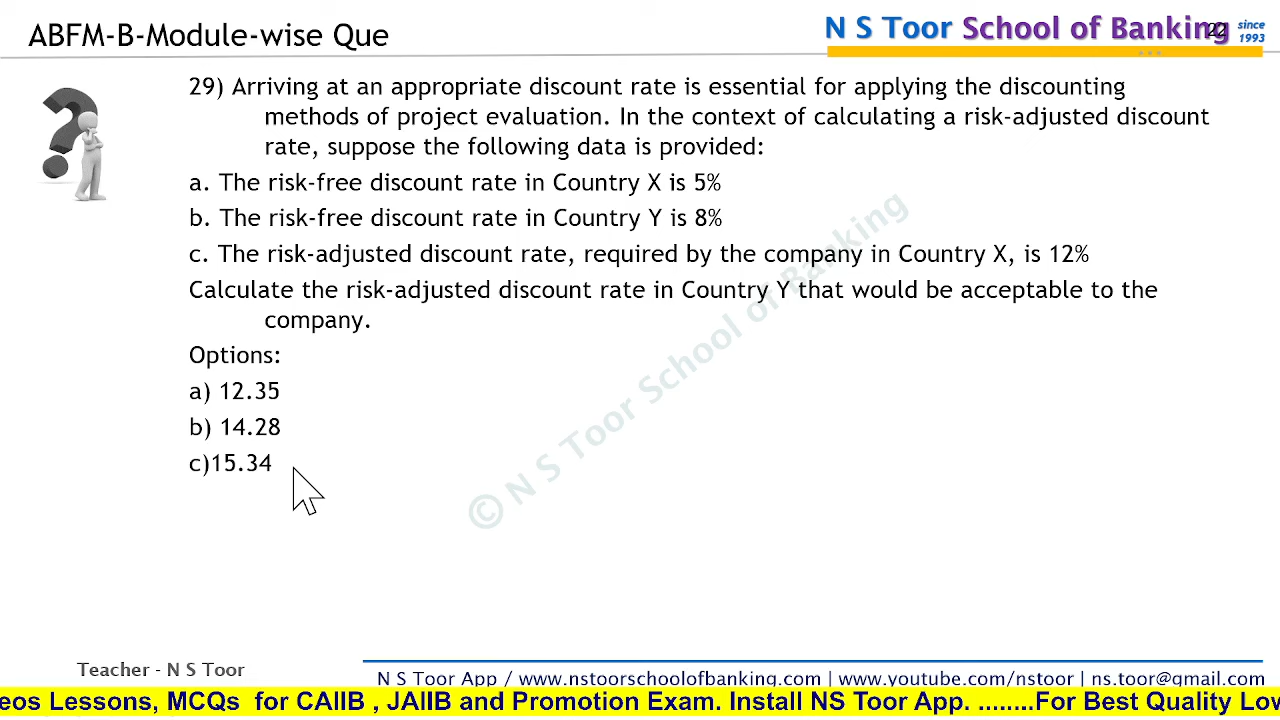 ABFM-B-Module-wise Que
N S Toor School of Banking
22
since
1993
29) Arriving at an appropriate discount rate is essential for applying the discounting
methods of project evaluation. In the context of calculating a risk-adjusted discount
rate, suppose the following data is provided:
a. The risk-free discount rate in Country X is 5%
b. The risk-free discount rate in Country Y is 8%
c. The risk-adjusted discount rate, required by the company in Country X, is 12%
Calculate the risk-adjusted discount rate in Country Y that would be acceptable to the
company.
Options:
a) 12.35
b) 14.28
c)15.34
© N S Toor School of Banking
Teacher - N S Toor
N S Toor App / www.nstoorschoolofbanking.com | www.youtube.com/nstoor | ns.toor@gmail.com
eos Lessons, MCQs for CAIIB , JAIIB and Promotion Exam. Install NS Toor App. ........For Best Quality Lov